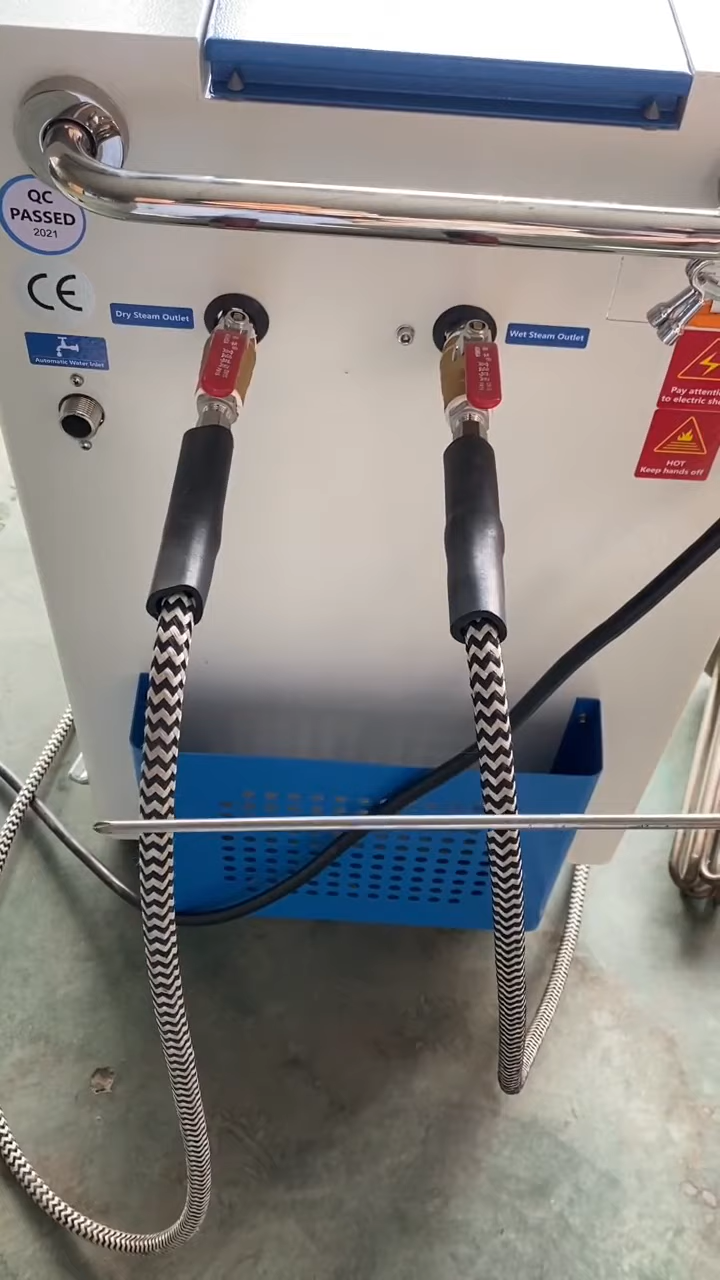 QC
PASSED
2021
CE
Dry Steam Outlet
Wet Steam Outlet
Automatic Water Inlet
Pay attenti
to electric sho
HOT
Keep hands off